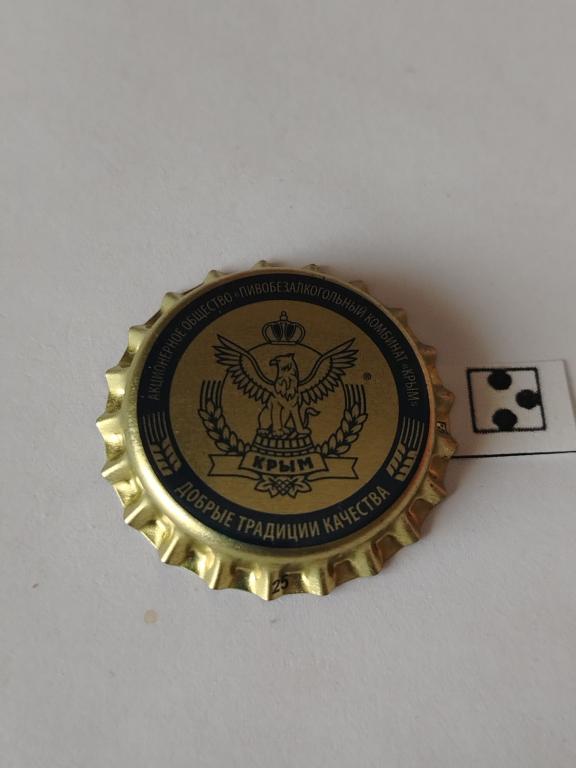 АКЦИОНЕРНОЕ ОБЩЕСТВО «ПИВОБЕЗАЛКОГОЛЬНЫЙ КОМБИНАТ «КРЫМ»
®
КРЫМ
ДОБРЫЕ ТРАДИЦИИ КАЧЕСТВА
25